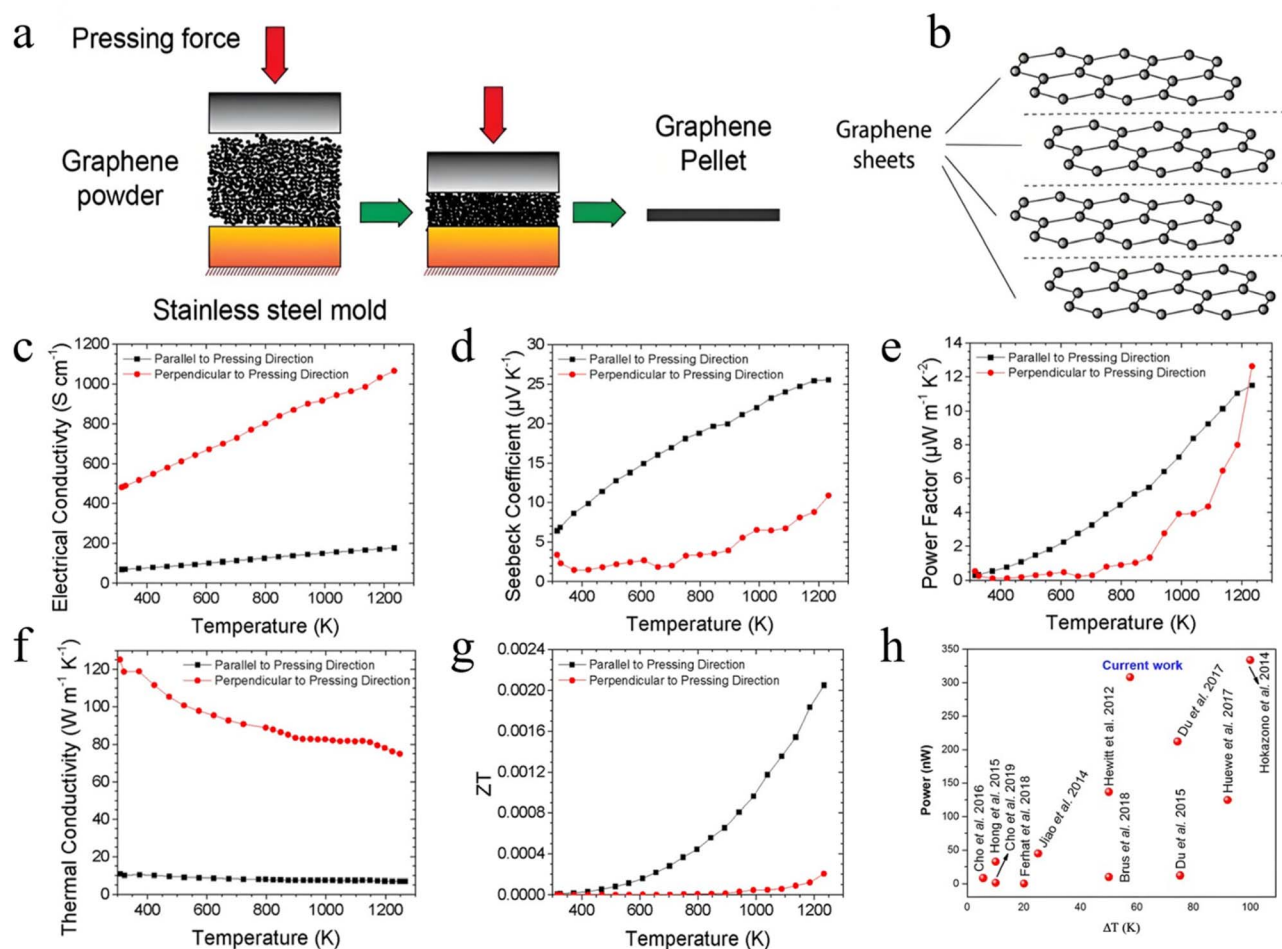 a
Pressing force
Graphene
powder
Graphene
Pellet
Stainless steel mold
b
Graphene
sheets
c
Electrical Conductivity (S cm⁻¹)
1200
1000
800
600
400
200
0
Parallel to Pressing Direction
Perpendicular to Pressing Direction
400 600 800 1000 1200
Temperature (K)
d
Seebeck Coefficient (µV K⁻¹)
30
25
20
15
10
5
0
Parallel to Pressing Direction
Perpendicular to Pressing Direction
400 600 800 1000 1200
Temperature (K)
e
Power Factor (µW m⁻¹ K⁻²)
14
12
10
8
6
4
2
0
Parallel to Pressing Direction
Perpendicular to Pressing Direction
400 600 800 1000 1200
Temperature (K)
f
Thermal Conductivity (W m⁻¹ K⁻¹)
120
100
80
60
40
20
0
Parallel to Pressing Direction
Perpendicular to Pressing Direction
400 600 800 1000 1200
Temperature (K)
g
ZT
0.0024
0.0020
0.0016
0.0012
0.0008
0.0004
0.0000
Parallel to Pressing Direction
Perpendicular to Pressing Direction
400 600 800 1000 1200
Temperature (K)
h
Power (nW)
350
300
250
200
150
100
50
0
Current work
Cho et al. 2016
Hong et al. 2015
Cho et al. 2019
Ferhat et al. 2018
Jiao et al. 2014
Hewitt et al. 2012
Brus et al. 2018
Du et al. 2017
Du et al. 2015
Huewe et al. 2017
Hokazono et al. 2014
0 20 40 60 80 100
ΔT (K)